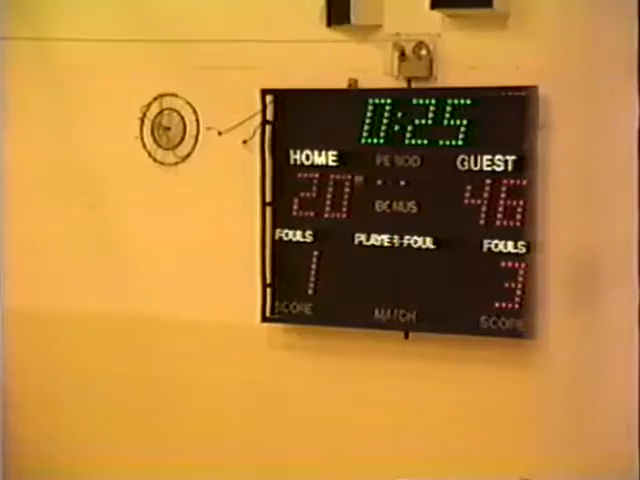 0:25
HOME PERIOD GUEST
20 46
BONUS
FOULS PLAYER-FOUL FOULS
1 3
SCORE MATCH SCORE